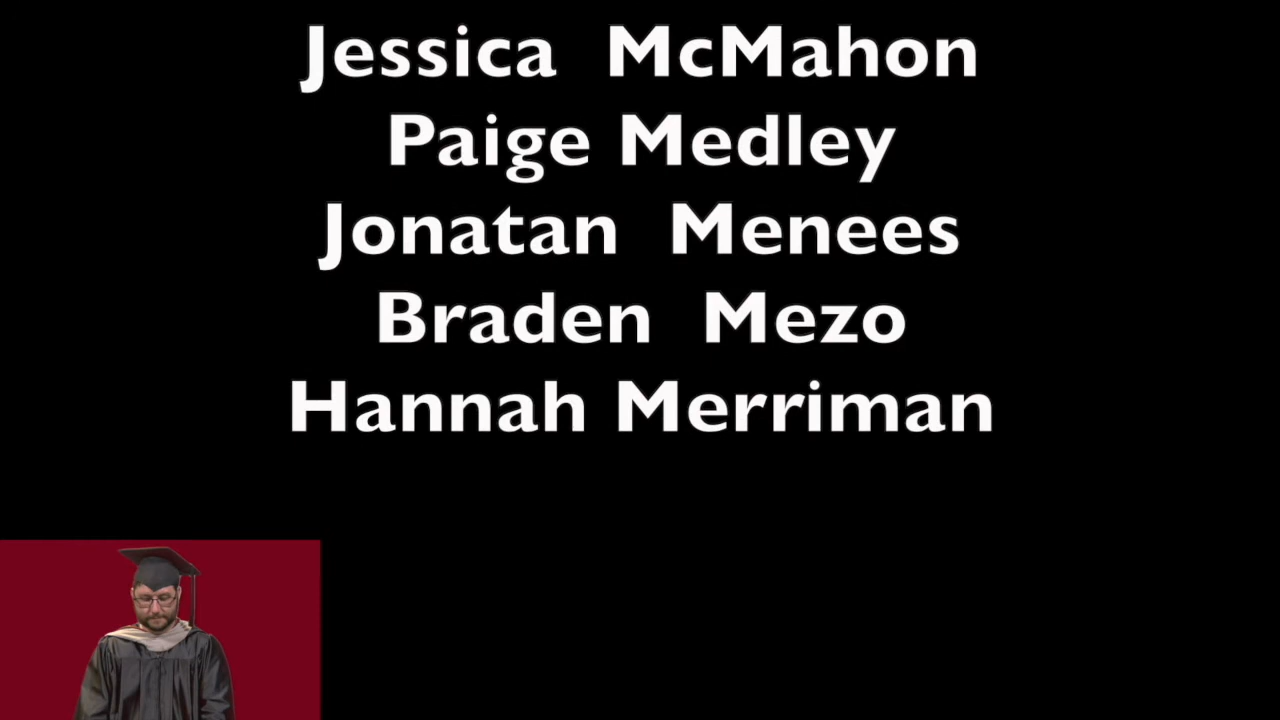 Jessica McMahon
Paige Medley
Jonatan Menees
Braden Mezo
Hannah Merriman